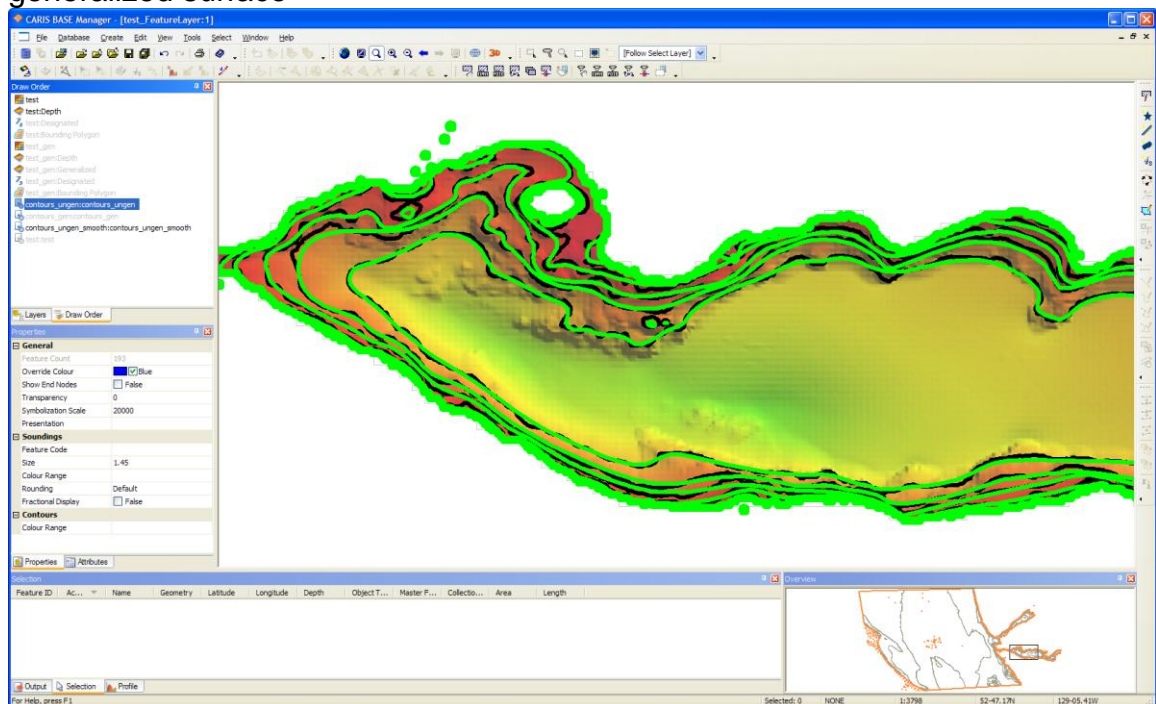 generalized surface
CARIS BASE Manager - [test_FeatureLayer:1]
File Database Create Edit View Tools Select Window Help
3D
[Follow Select Layer]
Draw Order
test
test:Depth
test:Designated
test:Bounding Polygon
test_gen
test_gen:Depth
test_gen:Generalized
test_gen:Designated
test_gen:Bounding Polygon
contours_ungen:contours_ungen
contours_gen:contours_gen
contours_ungen_smooth:contours_ungen_smooth
test:test
Layers Draw Order
Properties
General
Feature Count 193
Override Colour Blue
Show End Nodes False
Transparency 0
Symbolization Scale 20000
Presentation
Soundings
Feature Code
Size 1.45
Colour Range
Rounding Default
Fractional Display False
Contours
Colour Range
Properties Attributes
Selection
Feature ID Ac... Name Geometry Latitude Longitude Depth Object T... Master F... Collectio... Area Length
Overview
Output Selection Profile
For Help, press F1
Selected: 0 NONE 1:3798 52-47.17N 129-05.41W